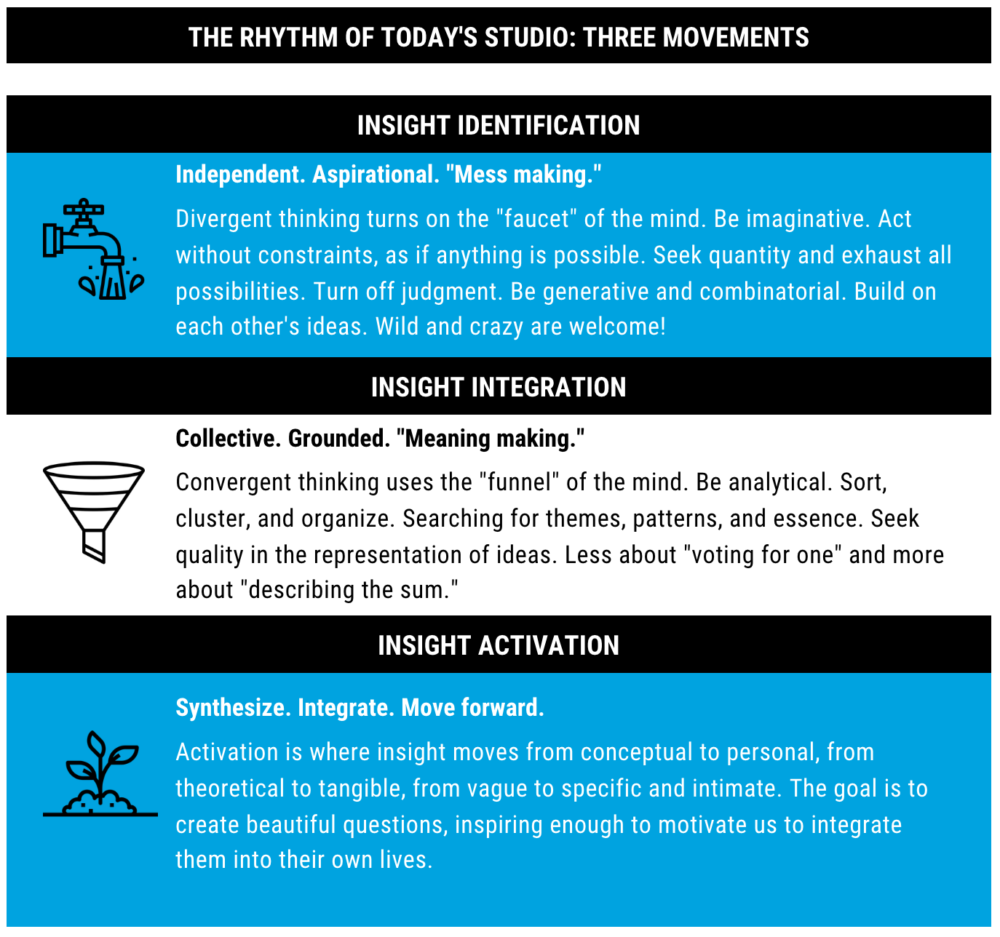 THE RHYTHM OF TODAY'S STUDIO: THREE MOVEMENTS
INSIGHT IDENTIFICATION
Independent. Aspirational. "Mess making."
Divergent thinking turns on the "faucet" of the mind. Be imaginative. Act
without constraints, as if anything is possible. Seek quantity and exhaust all
possibilities. Turn off judgment. Be generative and combinatorial. Build on
each other's ideas. Wild and crazy are welcome!
INSIGHT INTEGRATION
Collective. Grounded. "Meaning making."
Convergent thinking uses the "funnel" of the mind. Be analytical. Sort,
cluster, and organize. Searching for themes, patterns, and essence. Seek
quality in the representation of ideas. Less about "voting for one" and more
about "describing the sum."
INSIGHT ACTIVATION
Synthesize. Integrate. Move forward.
Activation is where insight moves from conceptual to personal, from
theoretical to tangible, from vague to specific and intimate. The goal is to
create beautiful questions, inspiring enough to motivate us to integrate
them into their own lives.